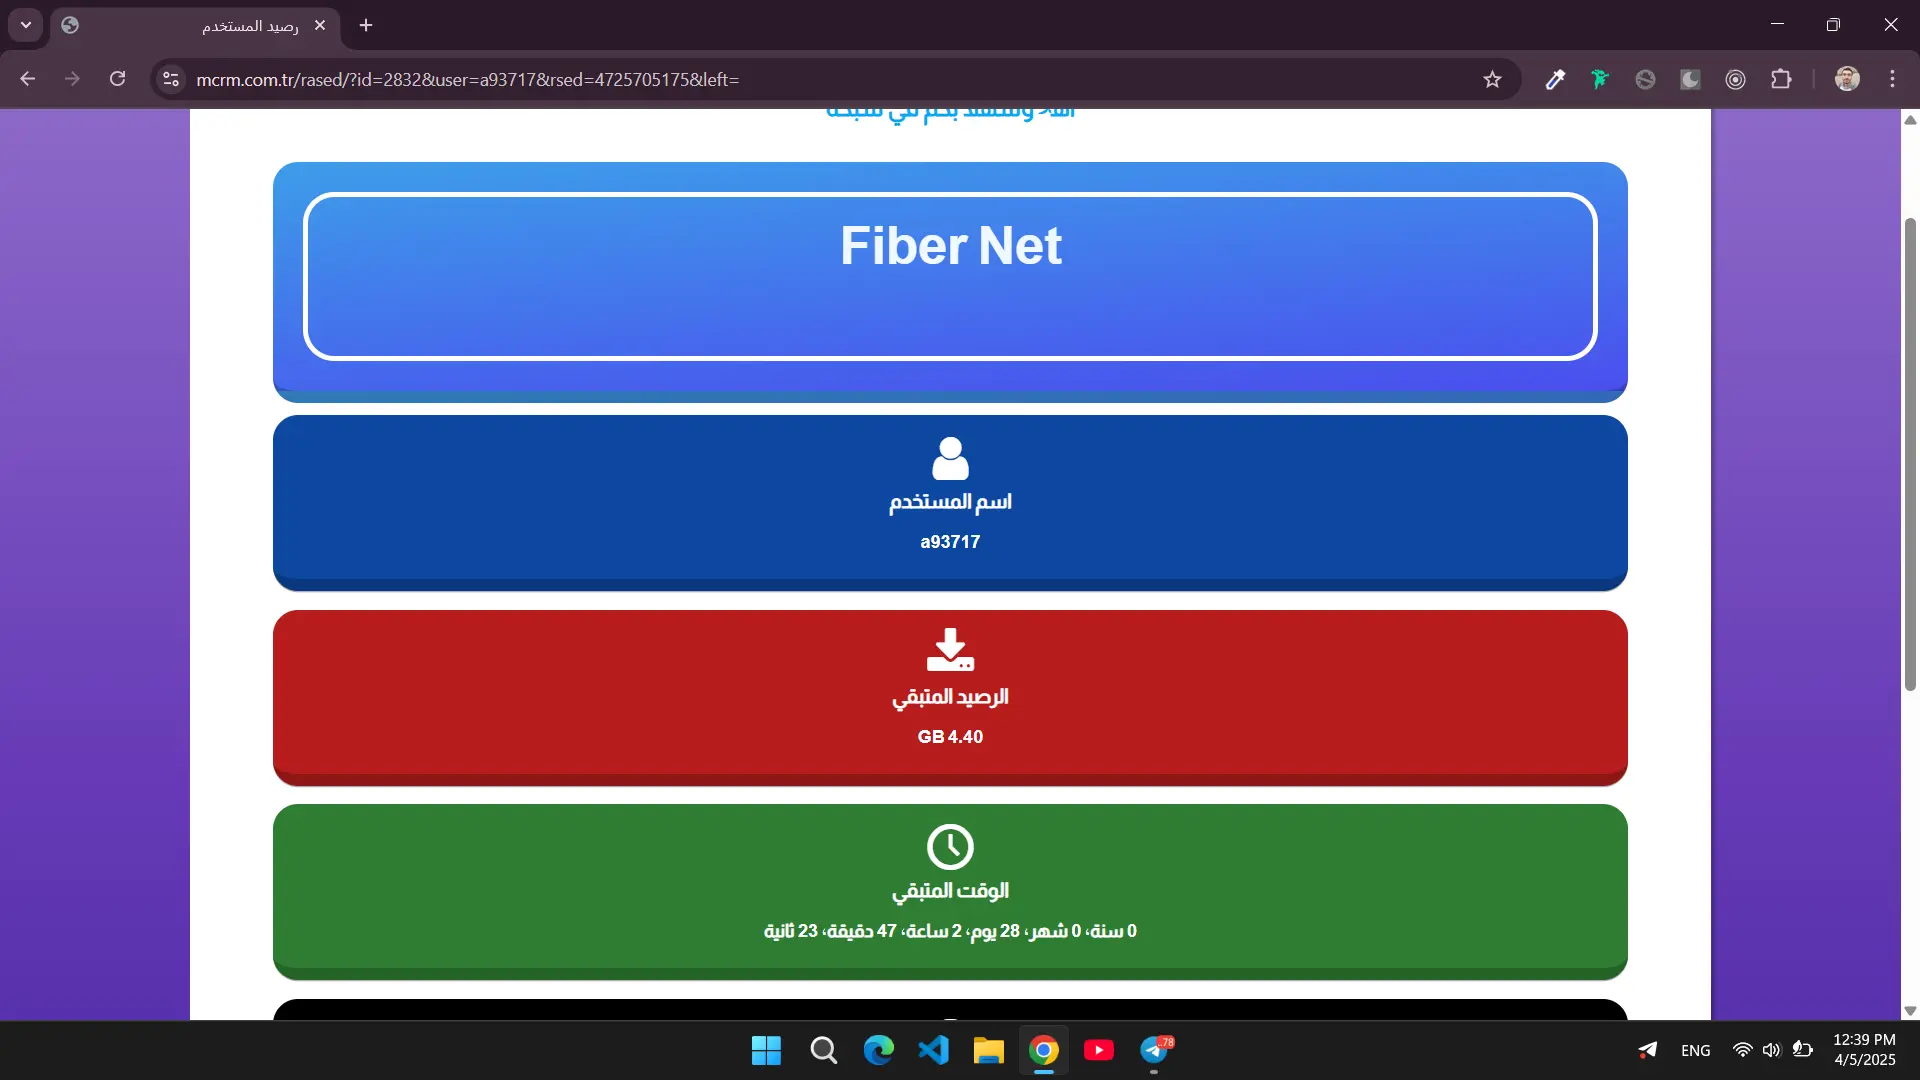 رصيد المستخدم
mcrm.com.tr/rased/?id=2832&user=a93717&rsed=4725705175&left=
Fiber Net
اسم المستخدم
a93717
الرصيد المتبقي
GB 4.40
الوقت المتبقي
0 سنة، 0 شهر، 28 يوم، 2 ساعة، 47 دقيقة، 23 ثانية
78
ENG
12:39 PM
4/5/2025